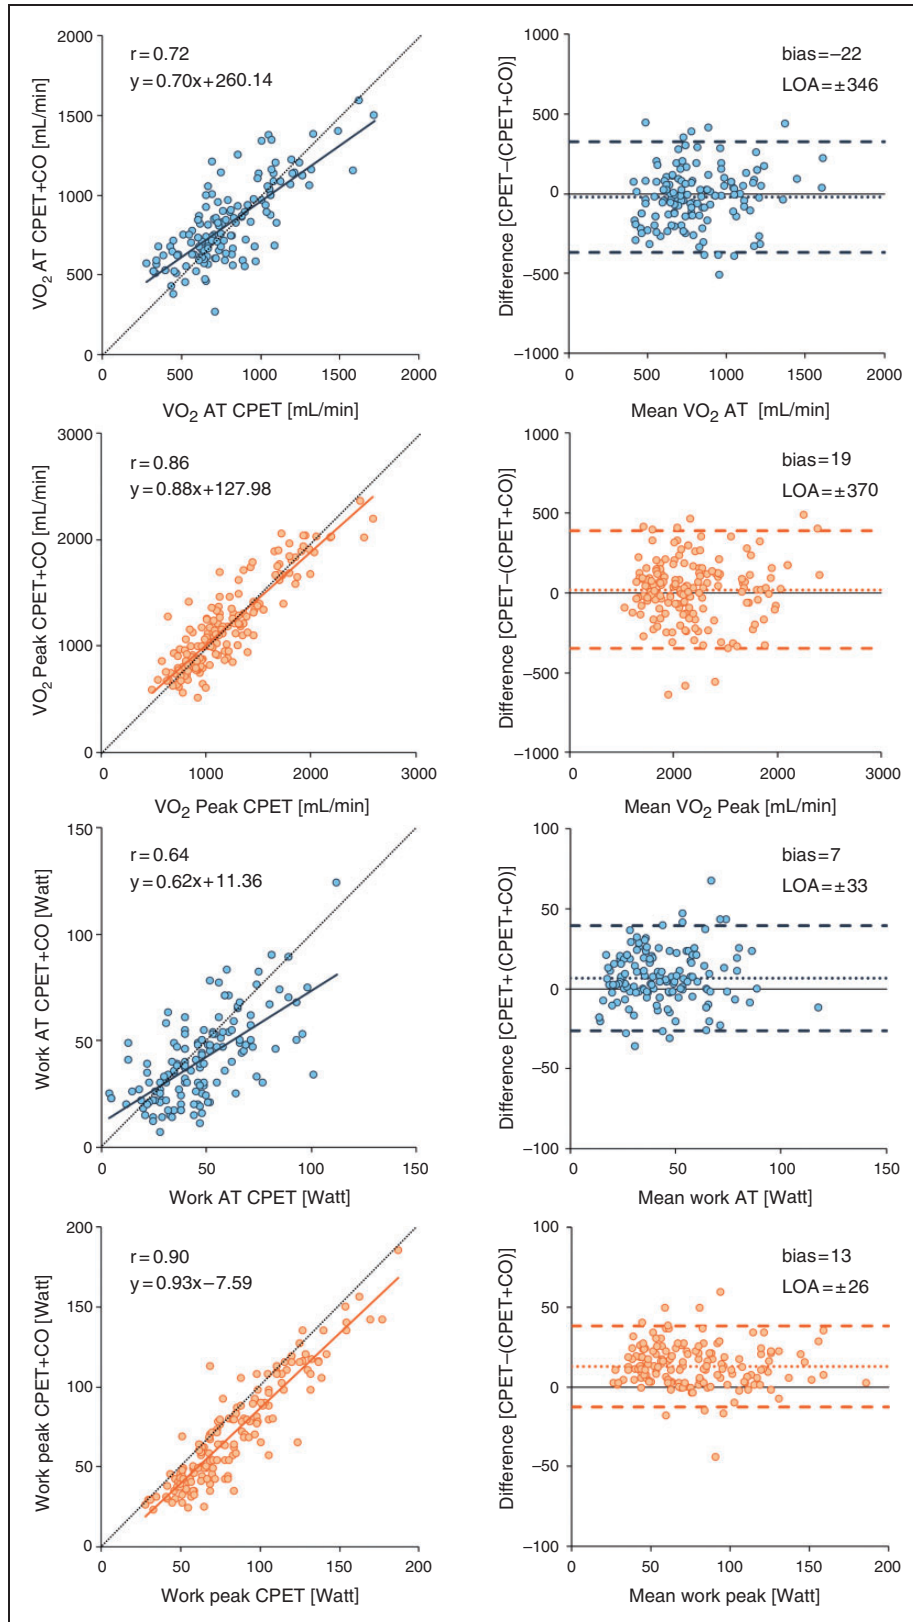 2000
1500
1000
500
0
VO2 AT CPET+CO [mL/min]
r=0.72
y=0.70x+260.14
0
500
1000
1500
2000
VO2 AT CPET [mL/min]
1000
500
0
−500
−1000
Difference [CPET−(CPET+CO)]
bias=−22
LOA=±346
0
500
1000
1500
2000
Mean VO2 AT [mL/min]
3000
2000
1000
0
VO2 Peak CPET+CO [mL/min]
r=0.86
y=0.88x+127.98
0
1000
2000
3000
VO2 Peak CPET [mL/min]
1000
500
0
−500
−1000
Difference [CPET−(CPET+CO)]
bias=19
LOA=±370
0
2000
2000
3000
Mean VO2 Peak [mL/min]
150
100
50
0
Work AT CPET+CO [Watt]
r=0.64
y=0.62x+11.36
0
50
100
150
Work AT CPET [Watt]
100
50
0
−50
−100
Difference [CPET+(CPET+CO)]
bias=7
LOA=±33
0
50
100
150
Mean work AT [Watt]
200
150
100
50
0
Work peak CPET+CO [Watt]
r=0.90
y=0.93x−7.59
0
50
100
150
200
Work peak CPET [Watt]
100
50
0
−50
−100
Difference [CPET−(CPET+CO)]
bias=13
LOA=±26
0
50
100
150
200
Mean work peak [Watt]